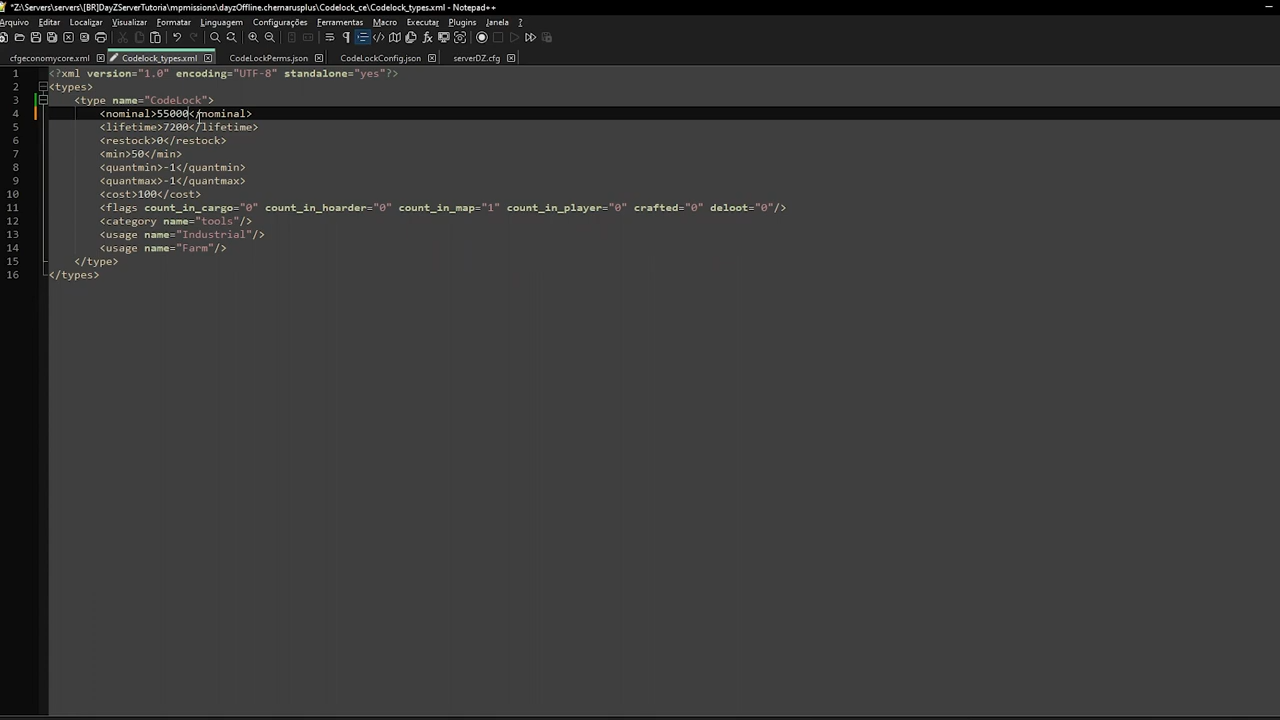 *Z:\Servers\servers\[BR]DayZServerTutoria\mpmissions\dayzOffline.chernarusplus\Codelock_ce\Codelock_types.xml - Notepad++
Arquivo Editar Localizar Visualizar Formatar Linguagem Configurações Ferramentas Macro Executar Plugins Janela ?
cfgeconomycore.xml Codelock_types.xml CodeLockPerms.json CodeLockConfig.json serverDZ.cfg
1 <?xml version="1.0" encoding="UTF-8" standalone="yes"?>
2 <types>
3 <type name="CodeLock">
4 <nominal>55000</nominal>
5 <lifetime>7200</lifetime>
6 <restock>0</restock>
7 <min>50</min>
8 <quantmin>-1</quantmin>
9 <quantmax>-1</quantmax>
10 <cost>100</cost>
11 <flags count_in_cargo="0" count_in_hoarder="0" count_in_map="1" count_in_player="0" crafted="0" deloot="0"/>
12 <category name="tools"/>
13 <usage name="Industrial"/>
14 <usage name="Farm"/>
15 </type>
16 </types>